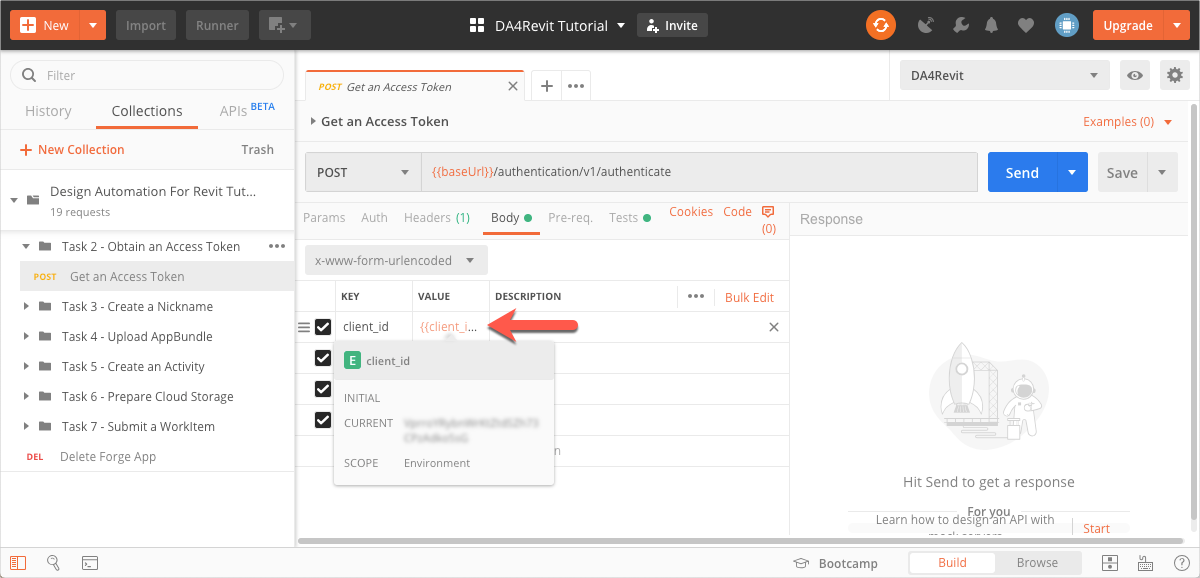 New
Import
Runner
DA4Revit Tutorial
Invite
Upgrade
Filter
History
Collections
APIs BETA
New Collection
Trash
Design Automation For Revit Tut...
19 requests
Task 2 - Obtain an Access Token
POST Get an Access Token
Task 3 - Create a Nickname
Task 4 - Upload AppBundle
Task 5 - Create an Activity
Task 6 - Prepare Cloud Storage
Task 7 - Submit a WorkItem
DEL Delete Forge App
POST Get an Access Token
DA4Revit
Get an Access Token
Examples (0)
POST
{{baseUrl}}/authentication/v1/authenticate
Send
Save
Params
Auth
Headers (1)
Body
Pre-req.
Tests
Cookies
Code
(0)
x-www-form-urlencoded
KEY
VALUE
DESCRIPTION
Bulk Edit
client_id
{{client_i...
E client_id
INITIAL
CURRENT
SCOPE Environment
Response
Hit Send to get a response
For you
Learn how to design an API with
Start
Bootcamp
Build
Browse